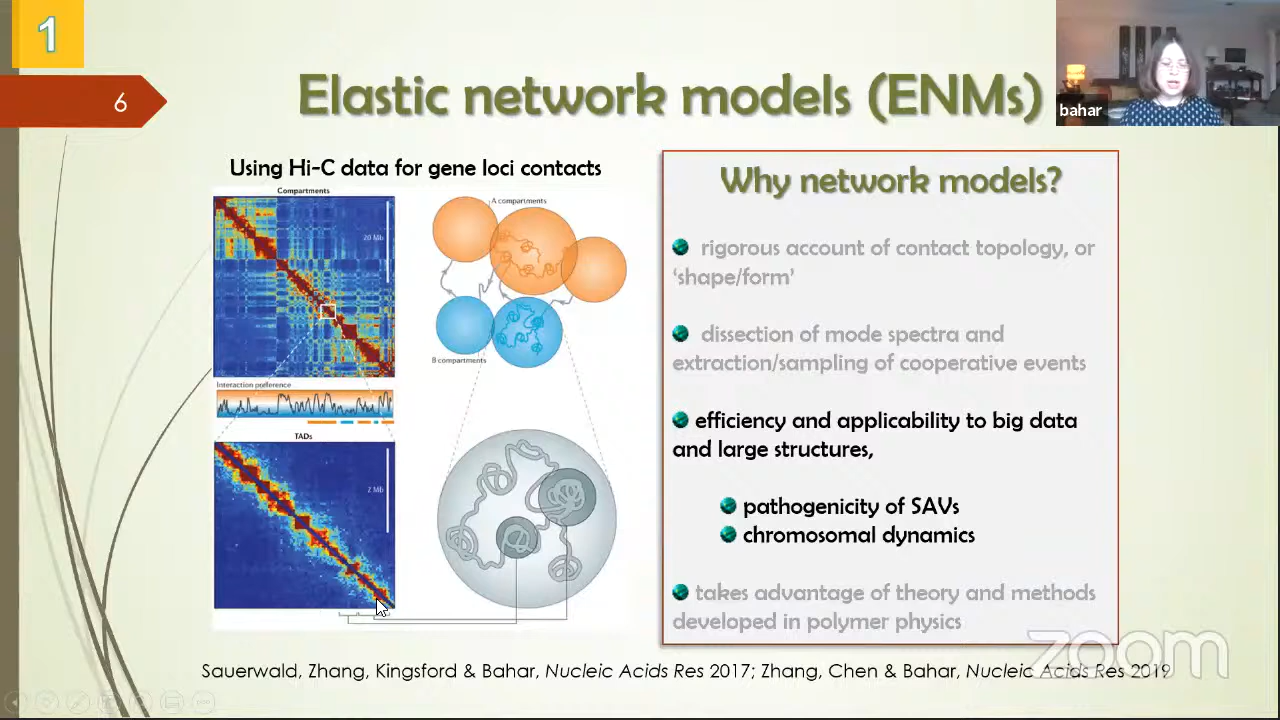 1
6
Elastic network models (ENMs)
bahar
Using Hi-C data for gene loci contacts
Compartments
20 Mb
A compartments
B compartments
Interaction preference
TADs
2 Mb
Why network models?
rigorous account of contact topology, or
‘shape/form’
dissection of mode spectra and
extraction/sampling of cooperative events
efficiency and applicability to big data
and large structures,
pathogenicity of SAVs
chromosomal dynamics
takes advantage of theory and methods
developed in polymer physics
zoom
Sauerwald, Zhang, Kingsford & Bahar, Nucleic Acids Res 2017; Zhang, Chen & Bahar, Nucleic Acids Res 2019